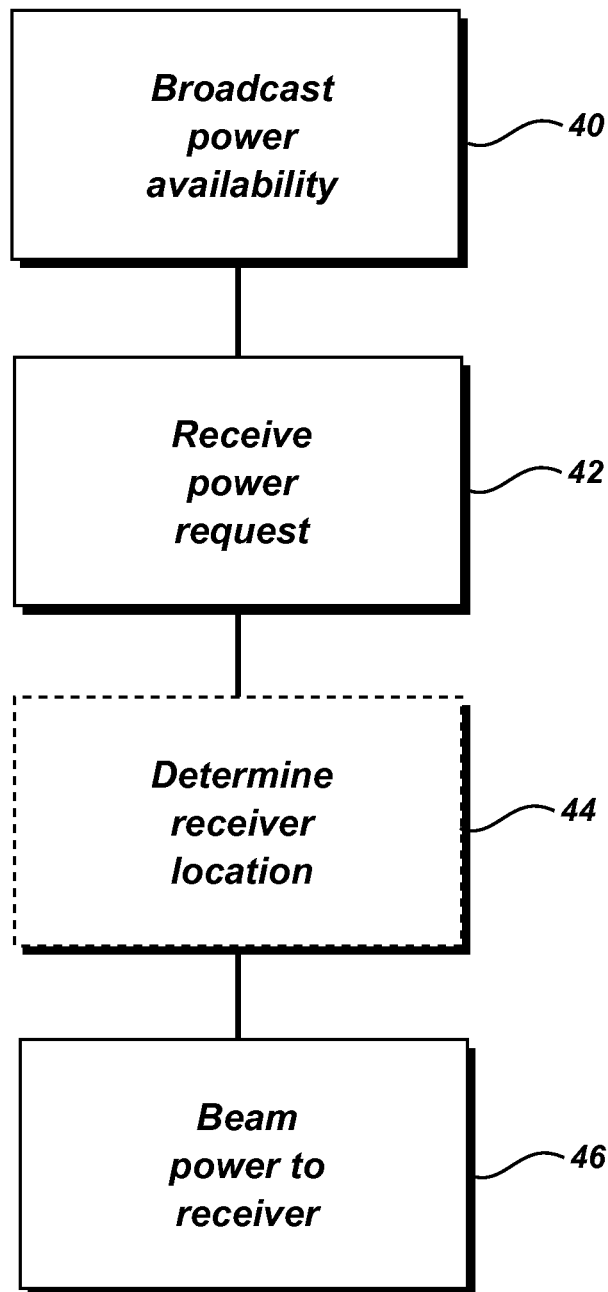 Broadcast
power
availability
40
Receive
power
request
42
Determine
receiver
location
44
Beam
power to
receiver
46